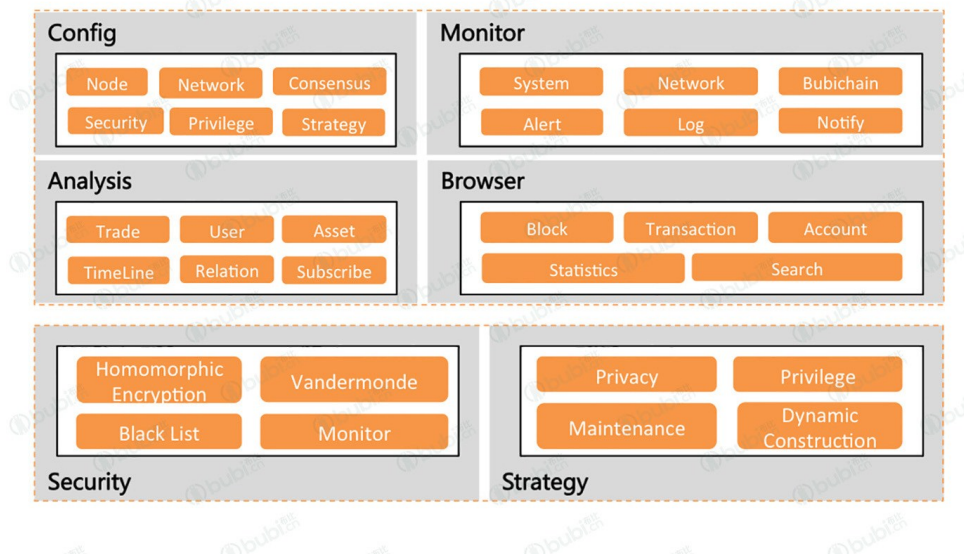 Config
Node Network Consensus
Security Privilege Strategy
Monitor
System Network Bubichain
Alert Log Notify
Analysis
Trade User Asset
TimeLine Relation Subscribe
Browser
Block Transaction Account
Statistics Search
Homomorphic
Encryption
Vandermonde
Black List Monitor
Security
Privacy Privilege
Maintenance
Dynamic
Construction
Strategy
bubi